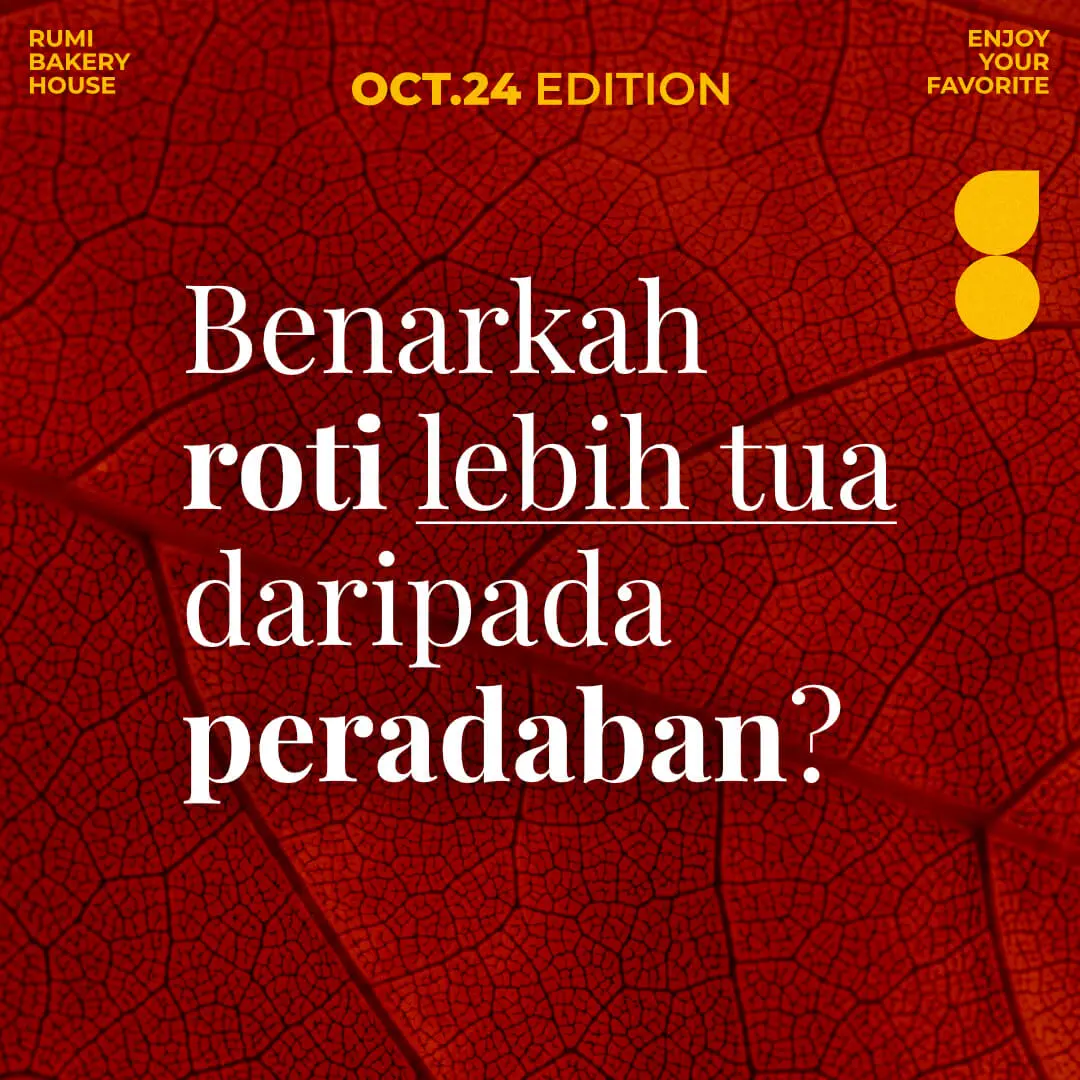 RUMI
BAKERY
HOUSE
OCT.24 EDITION
ENJOY
YOUR
FAVORITE
Benarkah
roti lebih tua
daripada
peradaban?